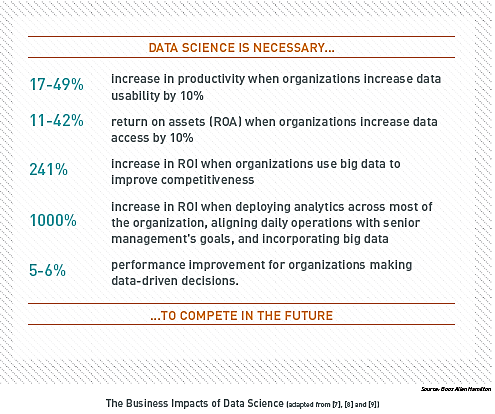 DATA SCIENCE IS NECESSARY...
17-49%
increase in productivity when organizations increase data
usability by 10%
11-42%
return on assets (ROA) when organizations increase data
access by 10%
241%
increase in ROI when organizations use big data to
improve competitiveness
1000%
increase in ROI when deploying analytics across most of
the organization, aligning daily operations with senior
management's goals, and incorporating big data
5-6%
performance improvement for organizations making
data-driven decisions.
...TO COMPETE IN THE FUTURE
Source: Booz Allen Hamilton
The Business Impacts of Data Science (adapted from [7], [8] and [9])